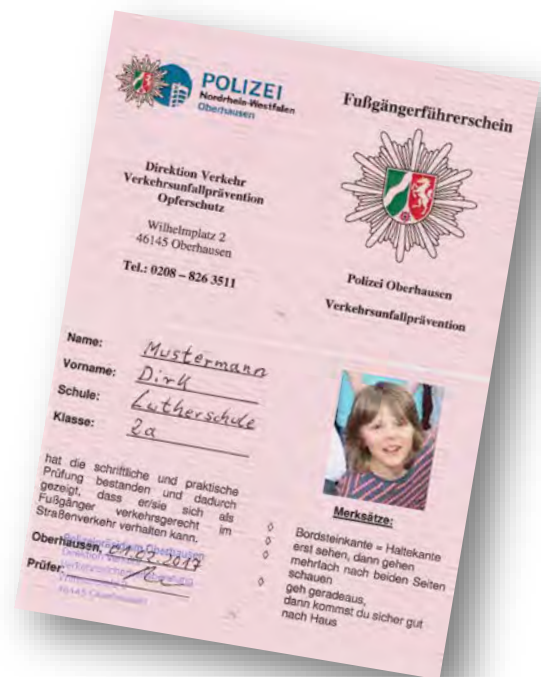 POLIZEI
Nordrhein-Westfalen
Oberhausen
Direktion Verkehr
Verkehrsunfallprävention
Opferschutz
Wilhelmplatz 2
46145 Oberhausen
Tel.: 0208 – 826 3511
Fußgängerführerschein
Polizei Oberhausen
Verkehrsunfallprävention
Name: Mustermann
Vorname: Dirk
Schule: Lutherschule
Klasse: 2a
hat die schriftliche und praktische
Prüfung bestanden und dadurch
gezeigt, dass er/sie sich als
Fußgänger verkehrsgerecht im
Straßenverkehr verhalten kann.
Oberhausen, 01.07.2017
Prüfer:
46145 Oberhausen
Merksätze:
◊ Bordsteinkante = Haltekante
◊ erst sehen, dann gehen
◊ mehrfach nach beiden Seiten
schauen
◊ geh geradeaus,
dann kommst du sicher gut
nach Haus